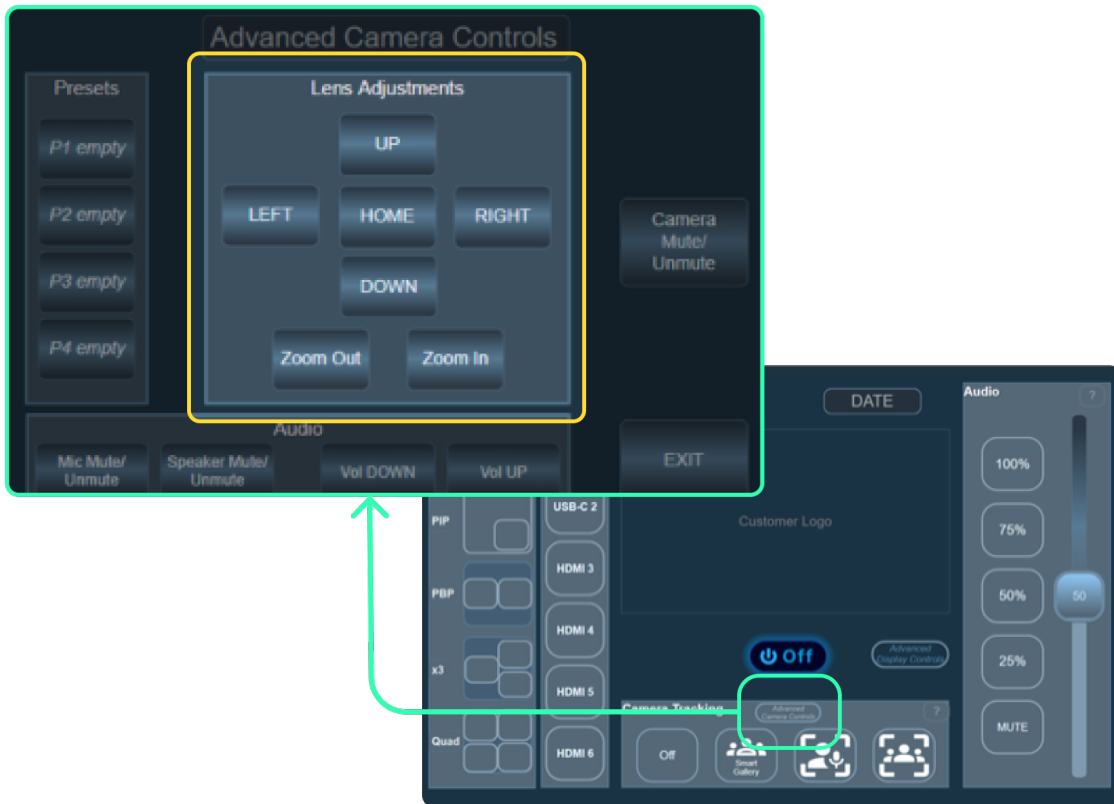 Advanced Camera Controls
Presets
P1 empty
P2 empty
P3 empty
P4 empty
Lens Adjustments
UP
LEFT
HOME
RIGHT
DOWN
Zoom Out
Zoom In
Camera
Mute/
Unmute
Audio
Mic Mute/
Unmute
Speaker Mute/
Unmute
Vol DOWN
Vol UP
EXIT
PIP
PBP
x3
Quad
USB-C 2
HDMI 3
HDMI 4
HDMI 5
HDMI 6
DATE
Customer Logo
Off
Advanced
Display Controls
Camera Tracking
Advanced
Camera Controls
?
Off
Smart
Gallery
Audio
?
100%
75%
50%
25%
MUTE
50